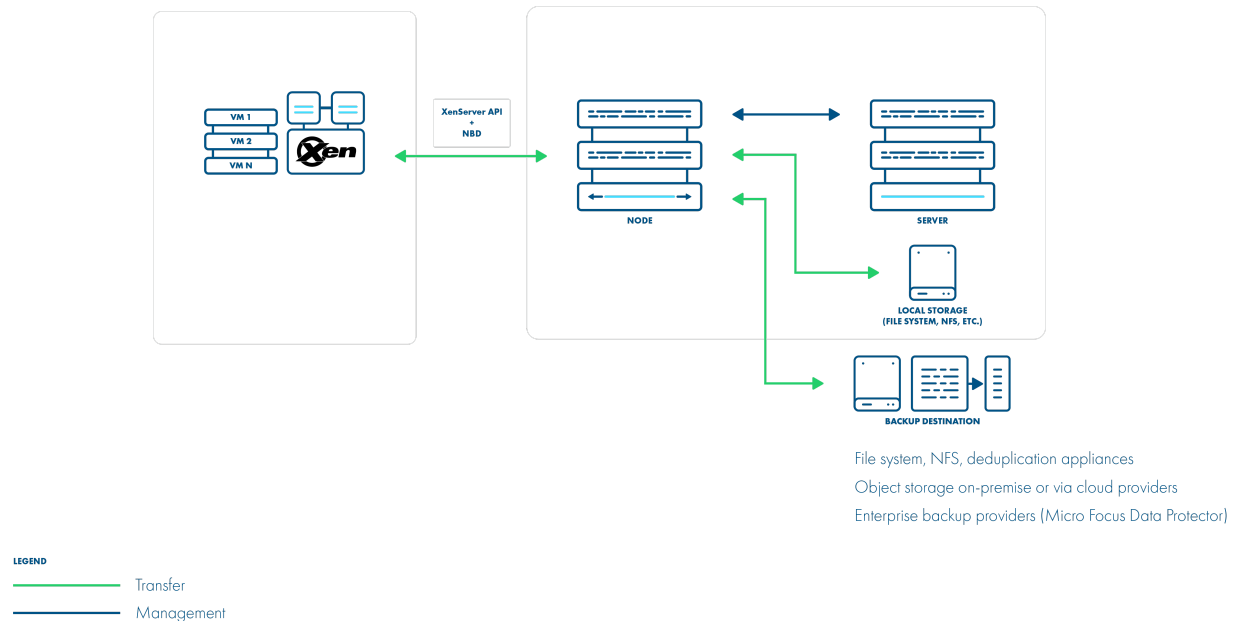 VM 1
VM 2
VM N
Xen
XenServer API
+
NBD
NODE
SERVER
LOCAL STORAGE
(FILE SYSTEM, NFS, ETC.)
BACKUP DESTINATION
File system, NFS, deduplication appliances
Object storage on-premise or via cloud providers
Enterprise backup providers (Micro Focus Data Protector)
LEGEND
Transfer
Management